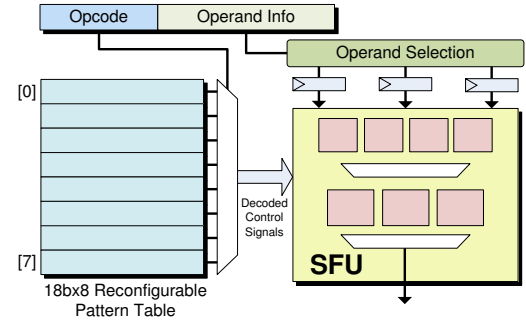 Opcode
Operand Info
Operand Selection
[0]
[7]
Decoded
Control
Signals
SFU
18bx8 Reconfigurable
Pattern Table